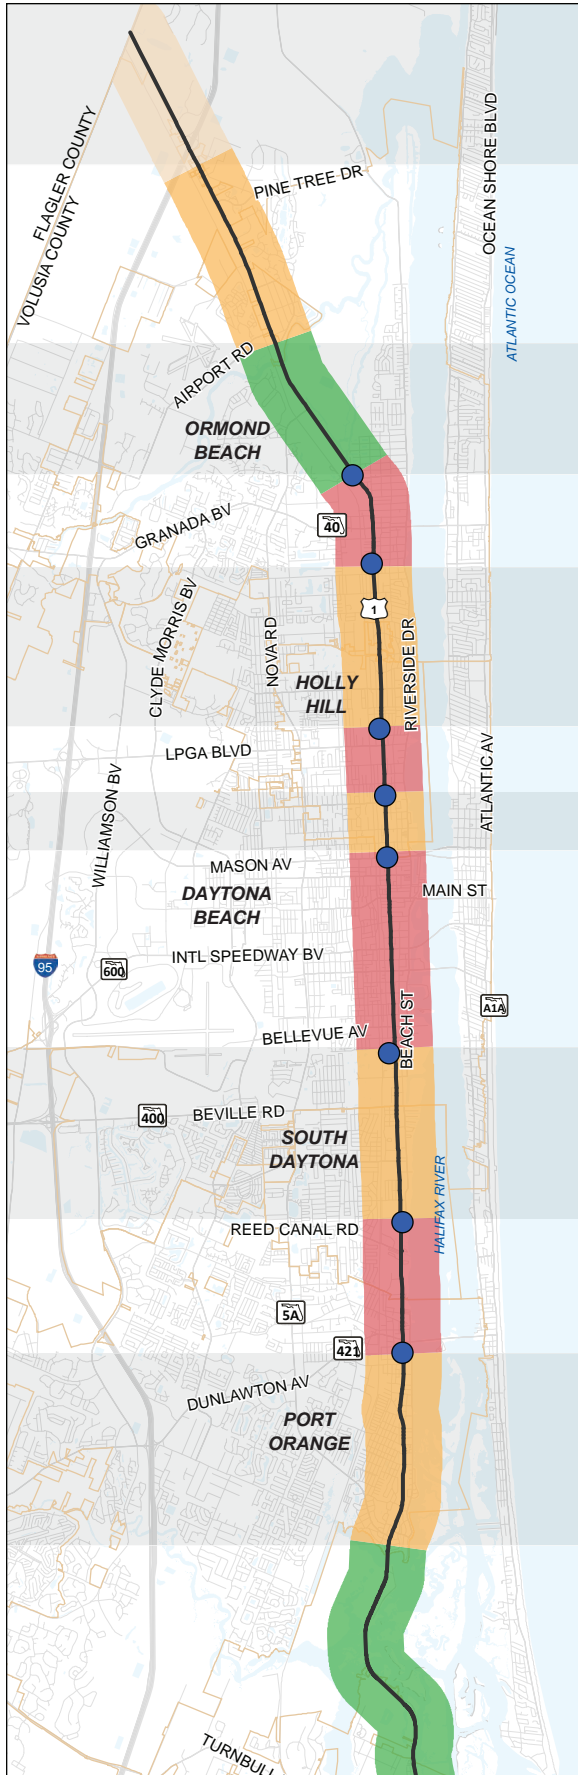 OCEAN SHORE BLVD
FLAGLER COUNTY
VOLUSIA COUNTY
PINE TREE DR
ATLANTIC OCEAN
AIRPORT RD
ORMOND
BEACH
GRANADA BV
40
1
CLYDE MORRIS BV
NOVA RD
RIVERSIDE DR
HOLLY
HILL
LPGA BLVD
ATLANTIC AV
WILLIAMSON BV
MASON AV
DAYTONA
BEACH
MAIN ST
INTL SPEEDWAY BV
95
600
A1A
BELLEVUE AV
BEACH ST
400
BEVILLE RD
SOUTH
DAYTONA
HALIFAX RIVER
REED CANAL RD
5A
421
DUNLAWTON AV
PORT
ORANGE
TURNBULL